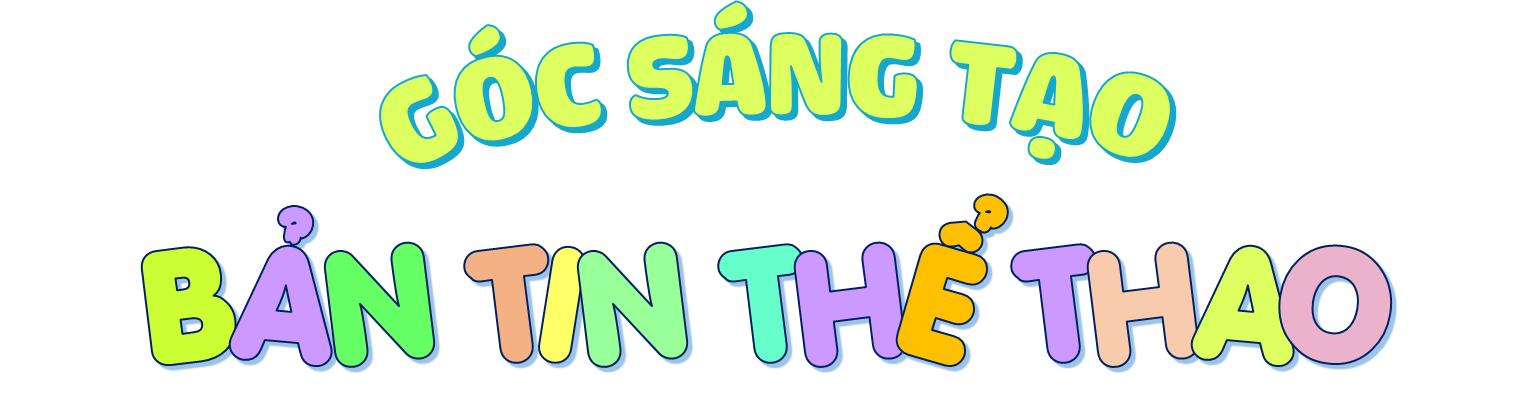 GÓC SÁNG TẠO
BẢN TIN THỂ THAO